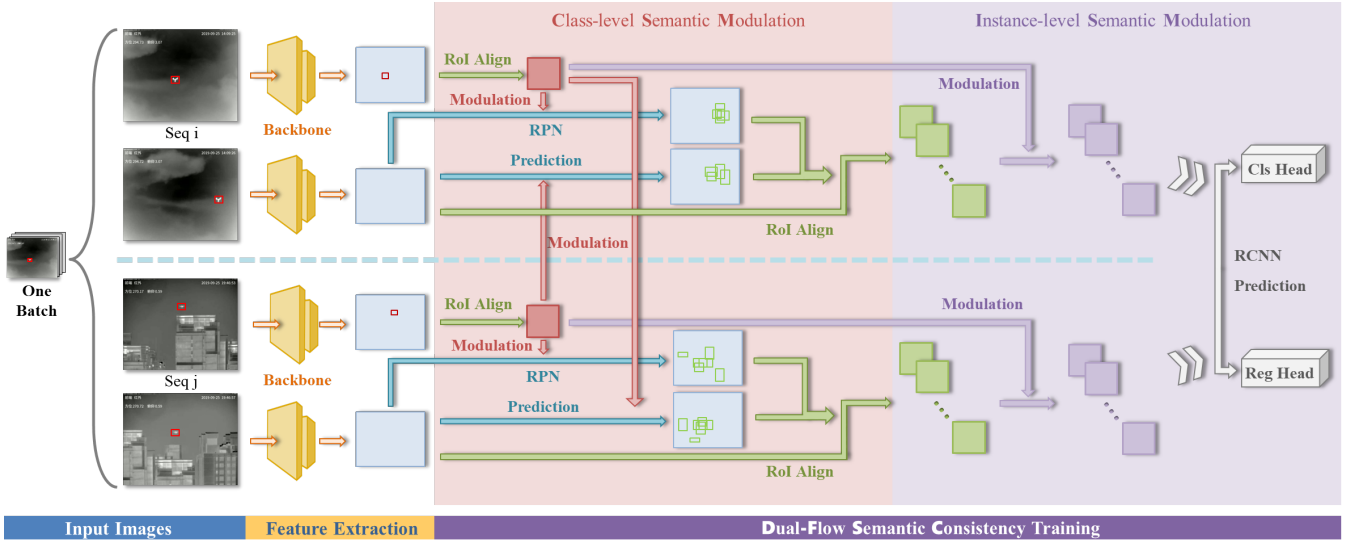 Class-level Semantic Modulation
Instance-level Semantic Modulation
RoI Align
Modulation
Modulation
Seq i
Backbone
RPN
Prediction
RoI Align
Modulation
Cls Head
RCNN
Prediction
One
Batch
RoI Align
Modulation
Modulation
Seq j
Backbone
RPN
Prediction
RoI Align
Reg Head
Input Images
Feature Extraction
Dual-Flow Semantic Consistency Training